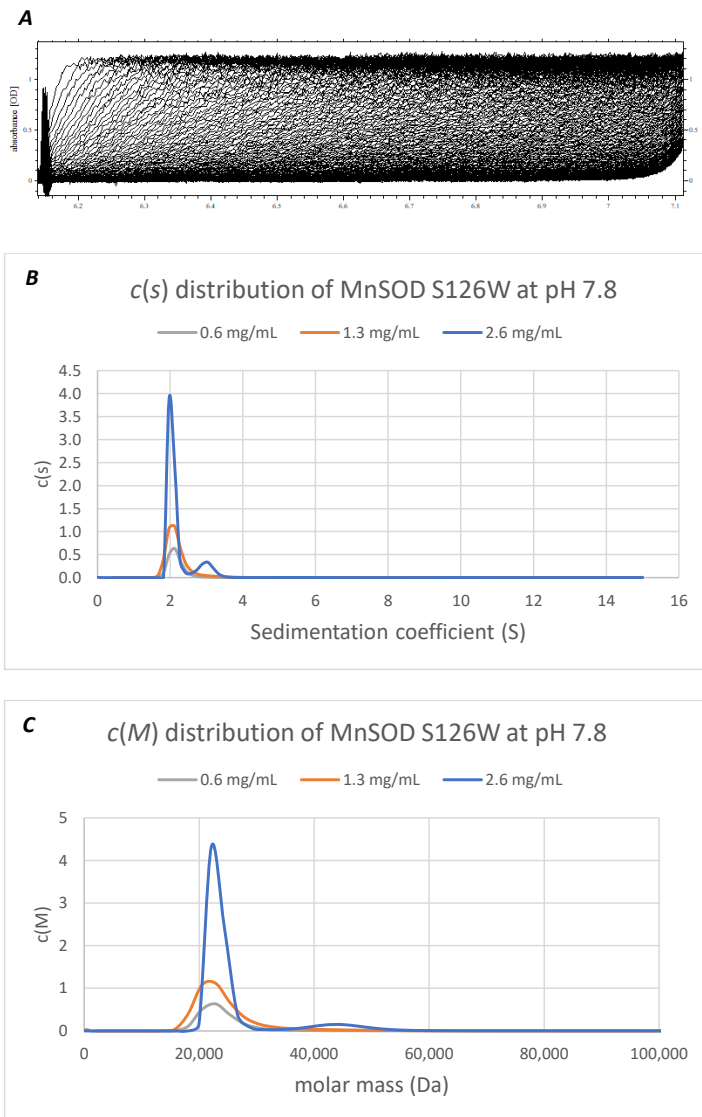 A
absorbance [OD]
1
0.5
0
1
0.5
0
6.2 6.3 6.4 6.5 6.6 6.7 6.8 6.9 7 7.1
B
c(s) distribution of MnSOD S126W at pH 7.8
0.6 mg/mL 1.3 mg/mL 2.6 mg/mL
4.5
4.0
3.5
3.0
2.5
2.0
1.5
1.0
0.5
0.0
c(s)
0 2 4 6 8 10 12 14 16
Sedimentation coefficient (S)
C
c(M) distribution of MnSOD S126W at pH 7.8
0.6 mg/mL 1.3 mg/mL 2.6 mg/mL
5
4
3
2
1
0
c(M)
0 20,000 40,000 60,000 80,000 100,000
molar mass (Da)